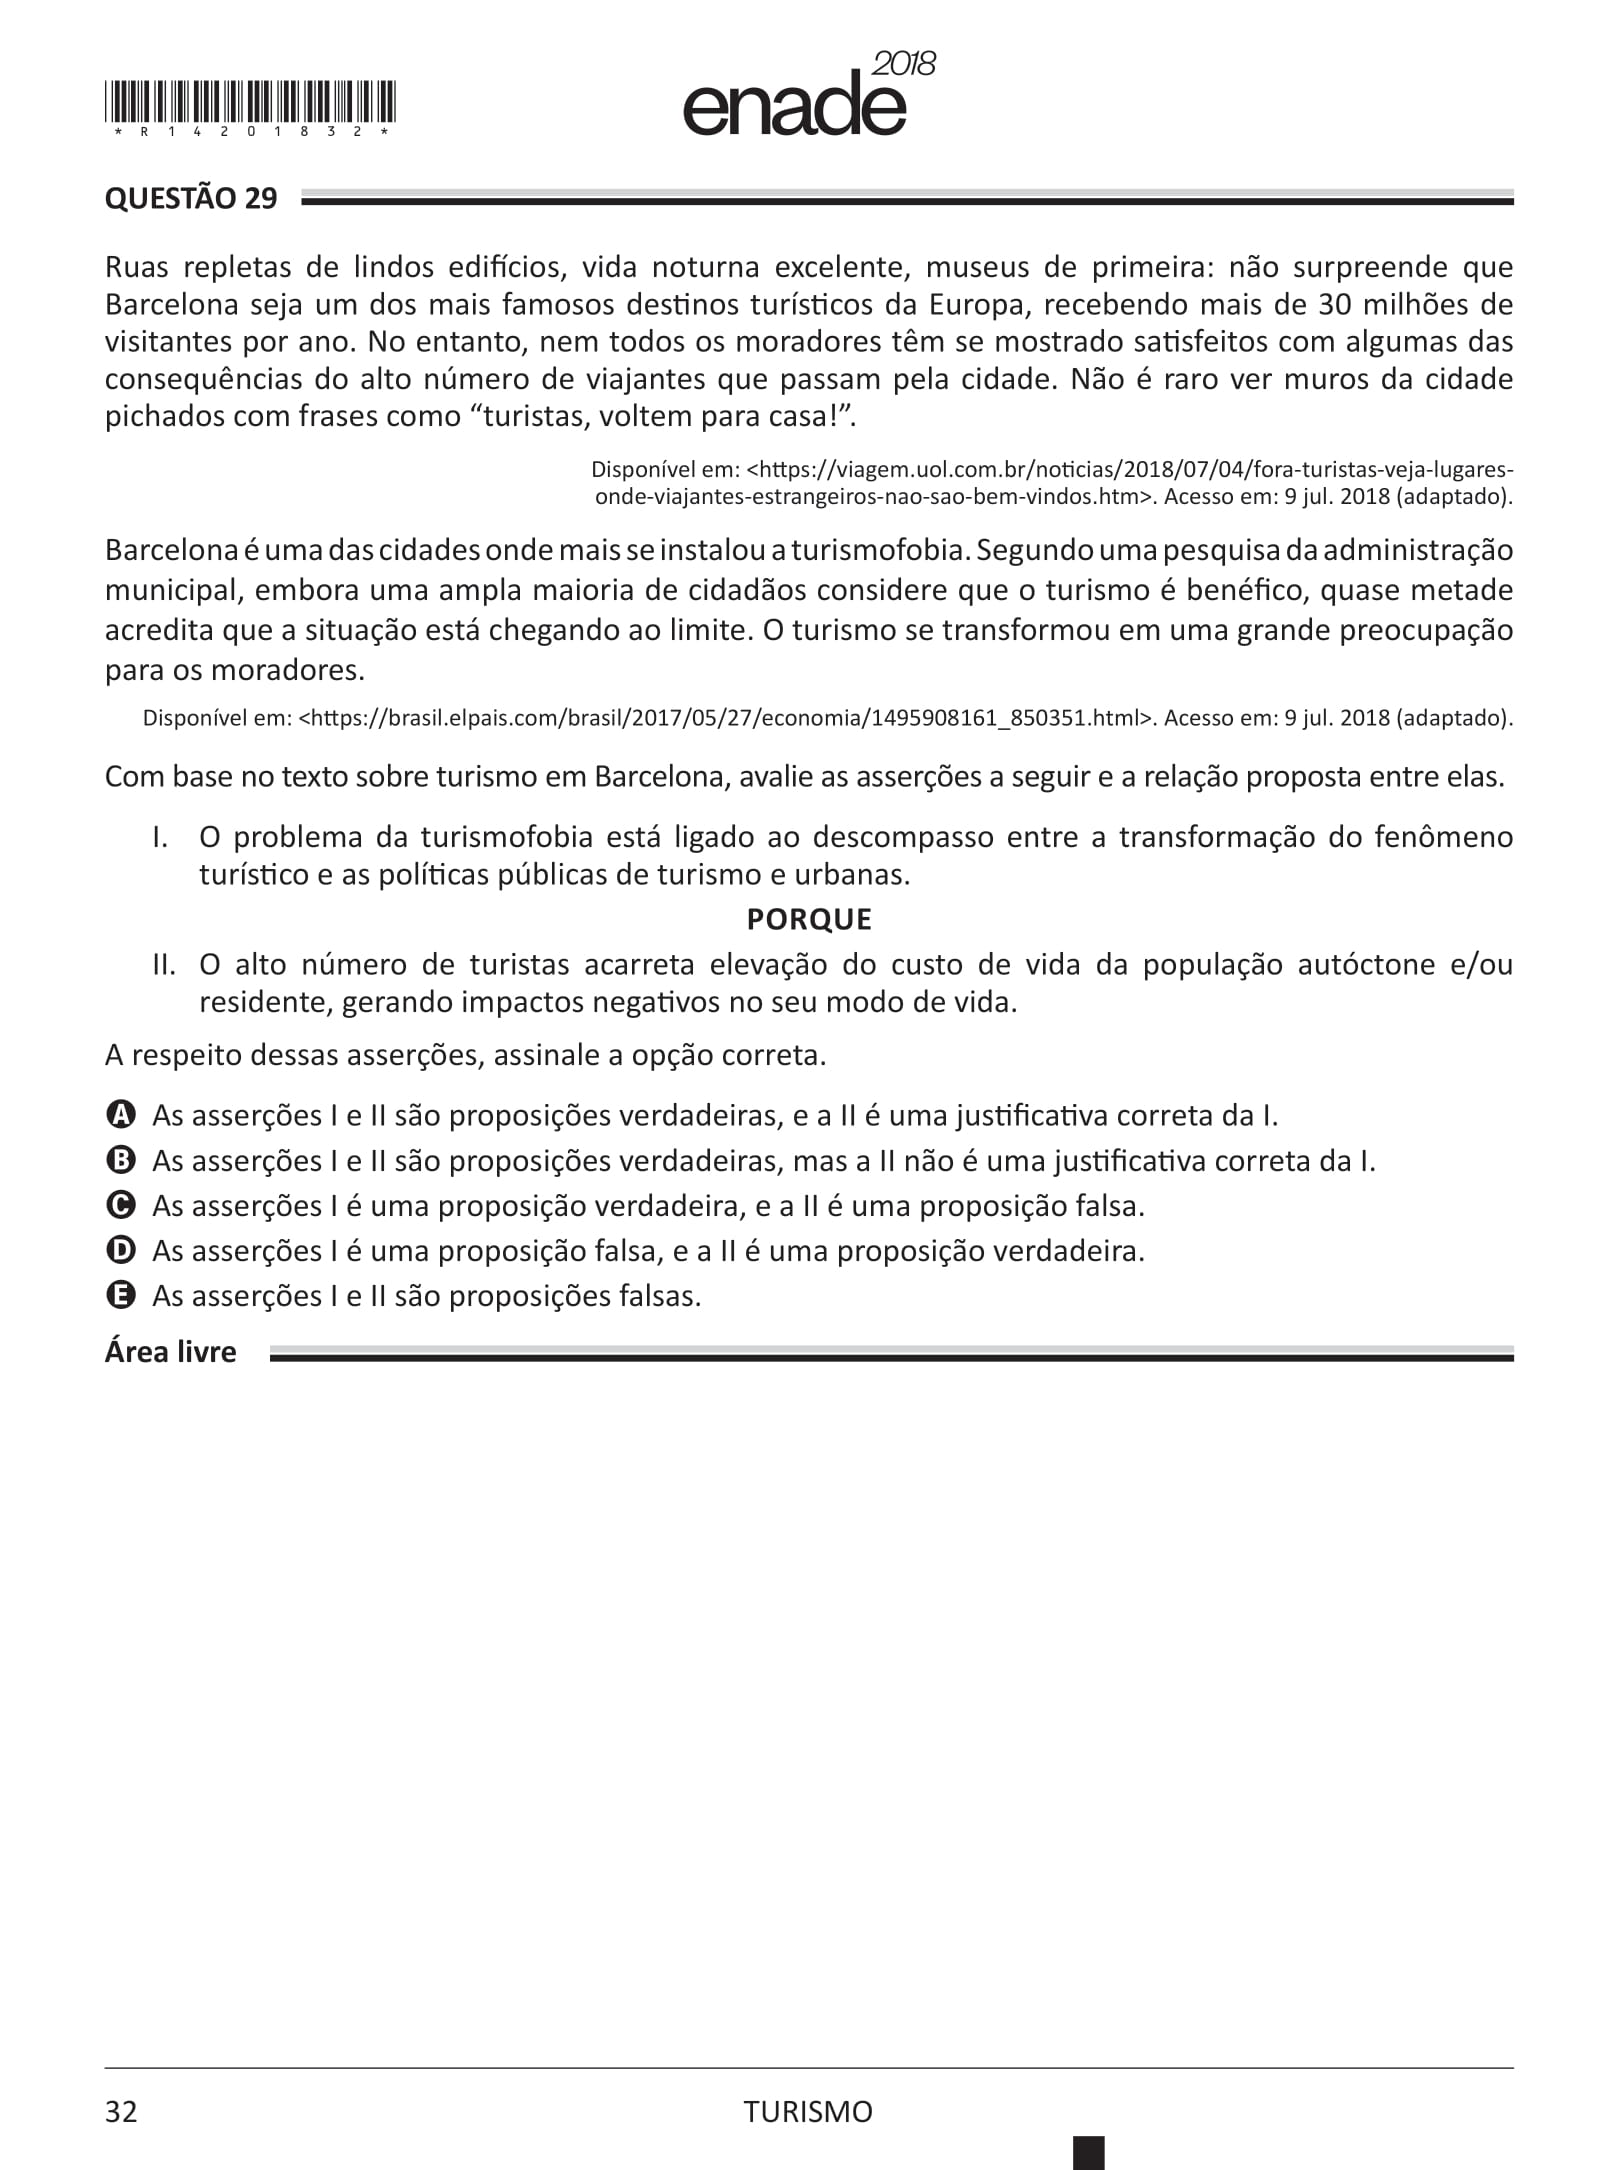 *R14201832*
enade 2018
QUESTÃO 29
Ruas repletas de lindos edifícios, vida noturna excelente, museus de primeira: não surpreende que
Barcelona seja um dos mais famosos destinos turísticos da Europa, recebendo mais de 30 milhões de
visitantes por ano. No entanto, nem todos os moradores têm se mostrado satisfeitos com algumas das
consequências do alto número de viajantes que passam pela cidade. Não é raro ver muros da cidade
pichados com frases como “turistas, voltem para casa!”.
Disponível em: <https://viagem.uol.com.br/noticias/2018/07/04/fora-turistas-veja-lugares-
onde-viajantes-estrangeiros-nao-sao-bem-vindos.htm>. Acesso em: 9 jul. 2018 (adaptado).
Barcelona é uma das cidades onde mais se instalou a turismofobia. Segundo uma pesquisa da administração
municipal, embora uma ampla maioria de cidadãos considere que o turismo é benéfico, quase metade
acredita que a situação está chegando ao limite. O turismo se transformou em uma grande preocupação
para os moradores.
Disponível em: <https://brasil.elpais.com/brasil/2017/05/27/economia/1495908161_850351.html>. Acesso em: 9 jul. 2018 (adaptado).
Com base no texto sobre turismo em Barcelona, avalie as asserções a seguir e a relação proposta entre elas.
I. O problema da turismofobia está ligado ao descompasso entre a transformação do fenômeno
turístico e as políticas públicas de turismo e urbanas.
PORQUE
II. O alto número de turistas acarreta elevação do custo de vida da população autóctone e/ou
residente, gerando impactos negativos no seu modo de vida.
A respeito dessas asserções, assinale a opção correta.
A As asserções I e II são proposições verdadeiras, e a II é uma justificativa correta da I.
B As asserções I e II são proposições verdadeiras, mas a II não é uma justificativa correta da I.
C As asserções I é uma proposição verdadeira, e a II é uma proposição falsa.
D As asserções I é uma proposição falsa, e a II é uma proposição verdadeira.
E As asserções I e II são proposições falsas.
Área livre
32
TURISMO